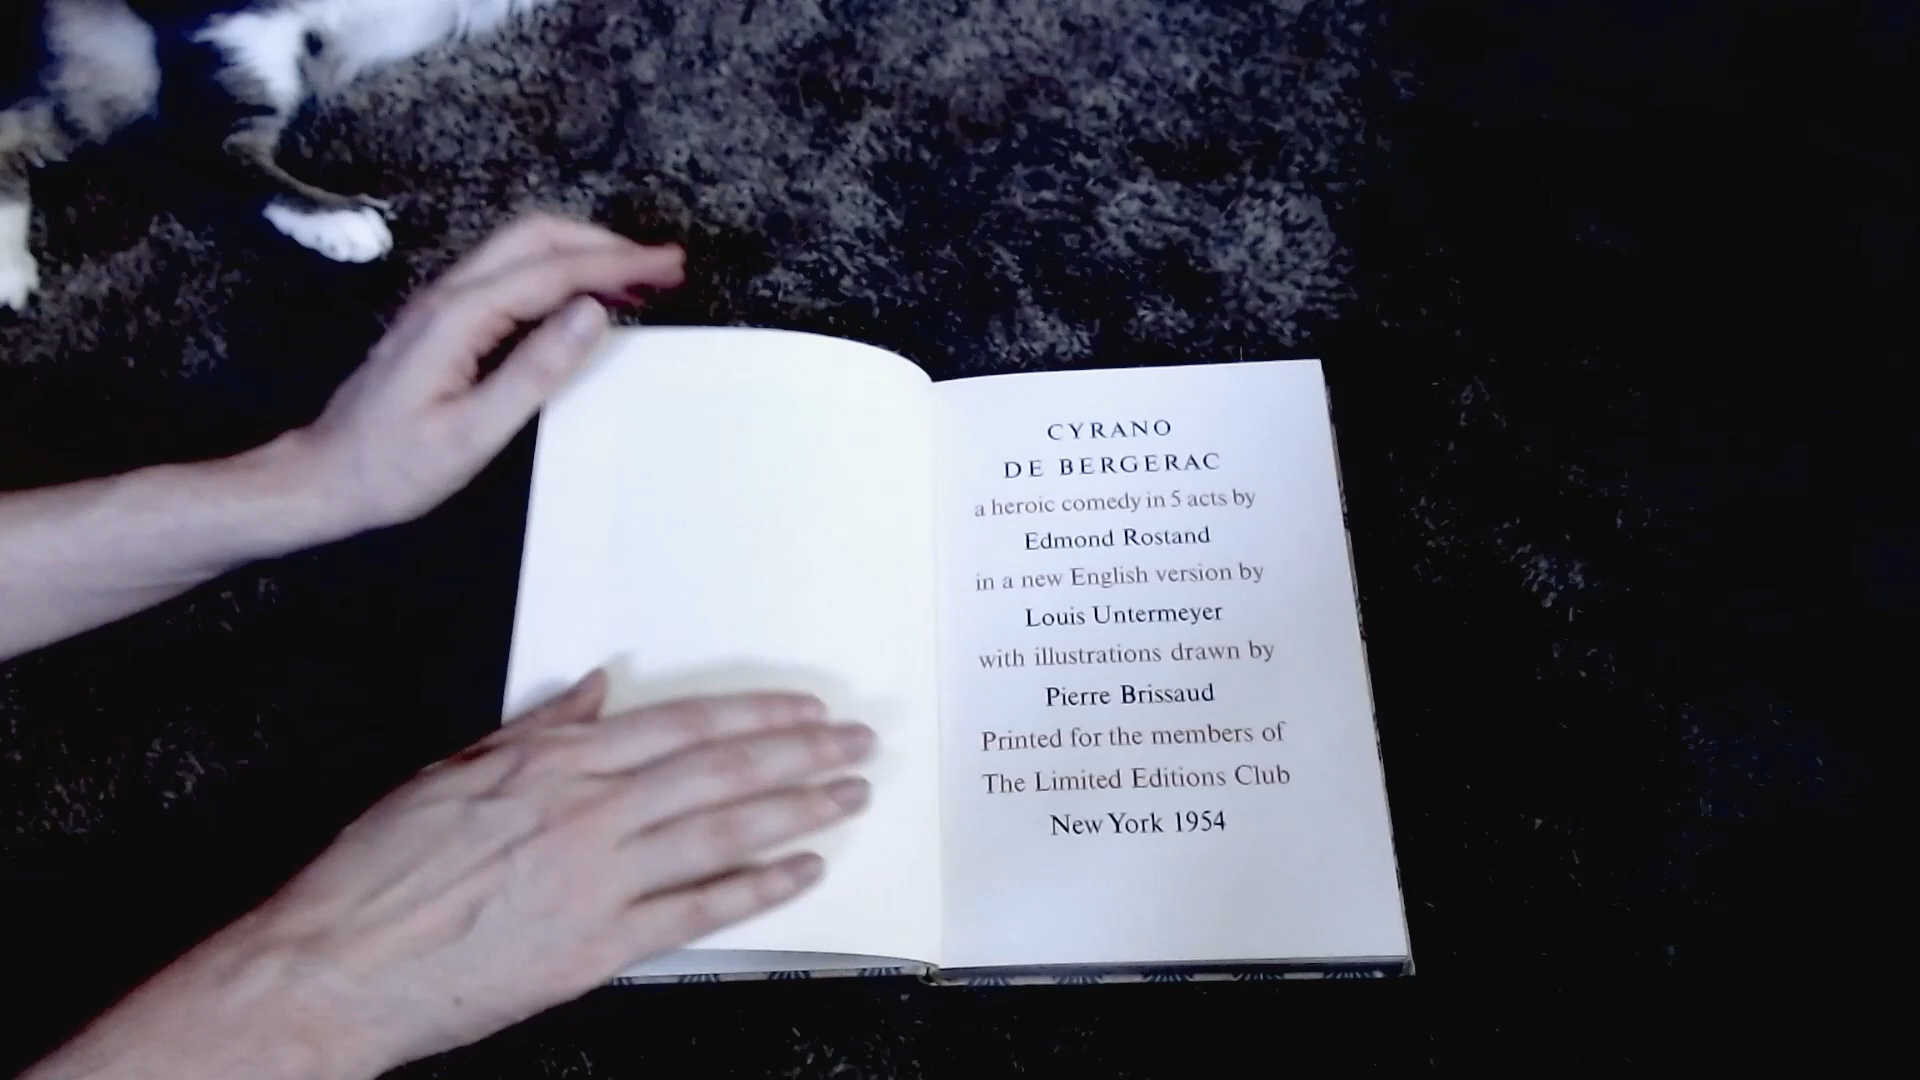 CYRANO
DE BERGERAC
a heroic comedy in 5 acts by
Edmond Rostand
in a new English version by
Louis Untermeyer
with illustrations drawn by
Pierre Brissaud
Printed for the members of
The Limited Editions Club
New York 1954